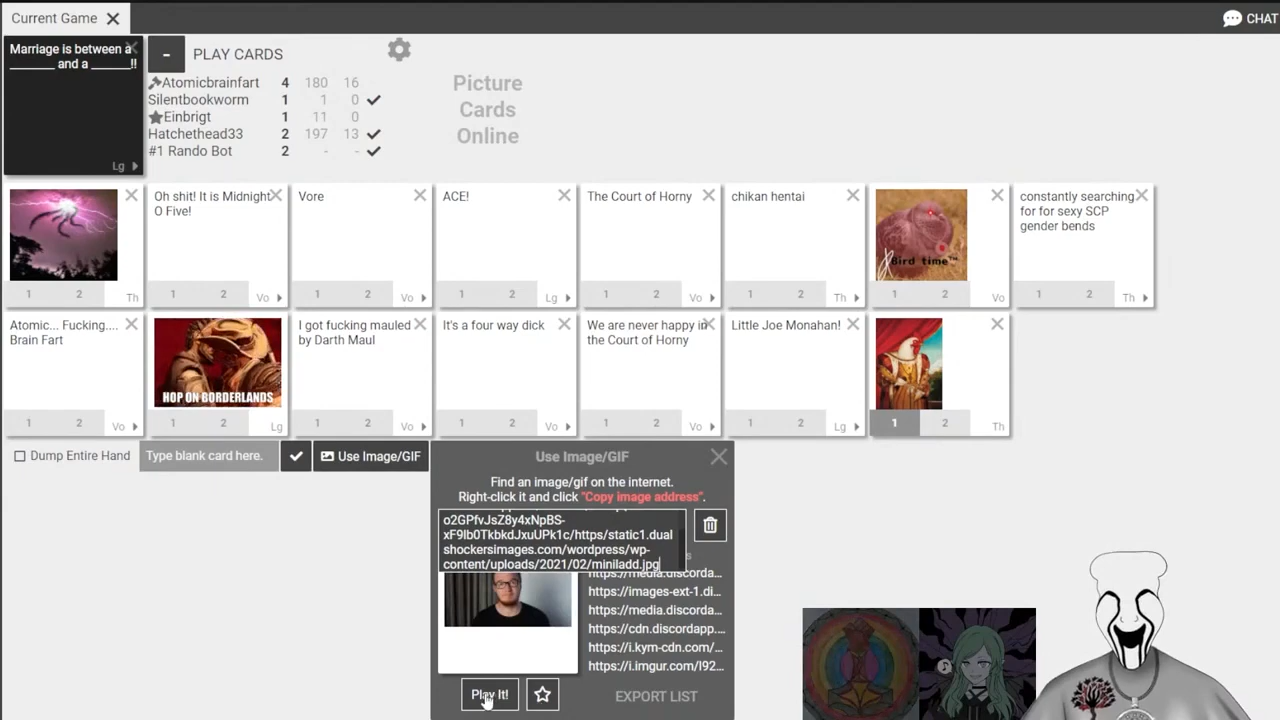 Current Game
CHAT
Marriage is between a
_______ and a _______!!
Lg
-
PLAY CARDS
Atomicbrainfart 4 180 16
Silentbookworm 1 1 0
Einbrigt 1 11 0
Hatchethead33 2 197 13
#1 Rando Bot 2 - -
Picture
Cards
Online
1 2 Th
Oh shit! It is Midnight
O Five!
1 2 Vo
Vore
1 2 Vo
ACE!
1 2 Lg
The Court of Horny
1 2 Vo
chikan hentai
1 2 Th
Bird time™
1 2 Vo
constantly searching
for for sexy SCP
gender bends
1 2 Th
Atomic... Fucking....
Brain Fart
1 2 Vo
HOP ON BORDERLANDS
1 2 Lg
I got fucking mauled
by Darth Maul
1 2 Vo
It's a four way dick
1 2 Vo
We are never happy in
the Court of Horny
1 2 Vo
Little Joe Monahan!
1 2 Lg
1 2 Th
Dump Entire Hand
Type blank card here.
Use Image/GIF
Use Image/GIF
Find an image/gif on the internet.
Right-click it and click "Copy image address".
o2GPfvJsZ8y4xNpBS-
xF9lb0TkbkdJxuUPk1c/https/static1.dual
shockersimages.com/wordpress/wp-
content/uploads/2021/02/miniladd.jpg
https://media.discorda...
https://images-ext-1.di...
https://media.discorda...
https://cdn.discordapp....
https://i.kym-cdn.com/...
https://i.imgur.com/I92...
Play It!
EXPORT LIST